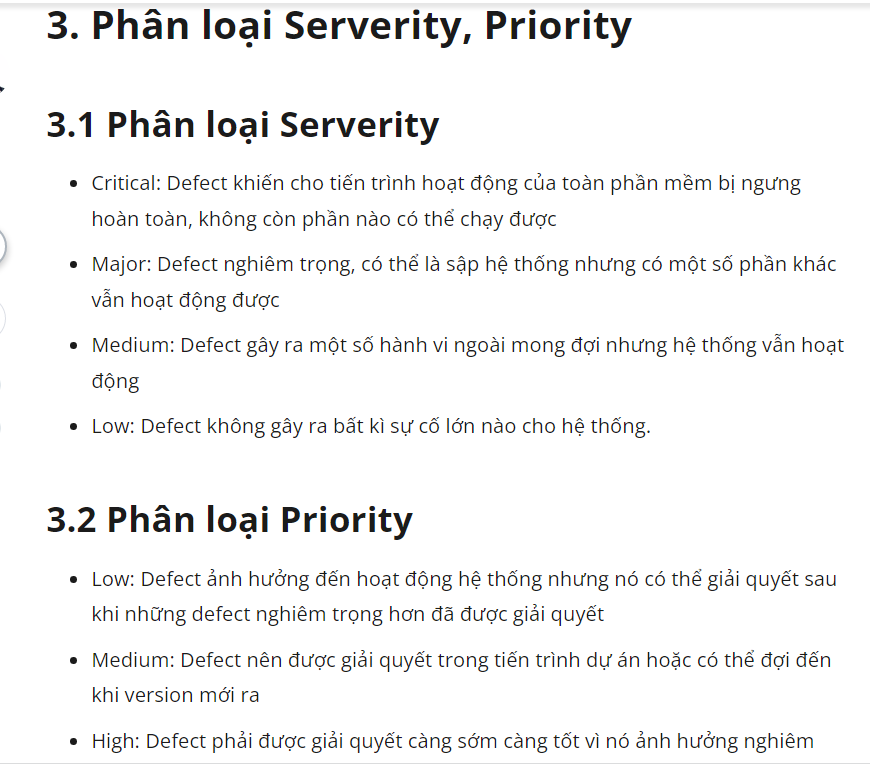 3. Phân loại Serverity, Priority
3.1 Phân loại Serverity
• Critical: Defect khiến cho tiến trình hoạt động của toàn phần mềm bị ngưng
hoàn toàn, không còn phần nào có thể chạy được
• Major: Defect nghiêm trọng, có thể là sập hệ thống nhưng có một số phần khác
vẫn hoạt động được
• Medium: Defect gây ra một số hành vi ngoài mong đợi nhưng hệ thống vẫn hoạt
động
• Low: Defect không gây ra bất kì sự cố lớn nào cho hệ thống.
3.2 Phân loại Priority
• Low: Defect ảnh hưởng đến hoạt động hệ thống nhưng nó có thể giải quyết sau
khi những defect nghiêm trọng hơn đã được giải quyết
• Medium: Defect nên được giải quyết trong tiến trình dự án hoặc có thể đợi đến
khi version mới ra
• High: Defect phải được giải quyết càng sớm càng tốt vì nó ảnh hưởng nghiêm